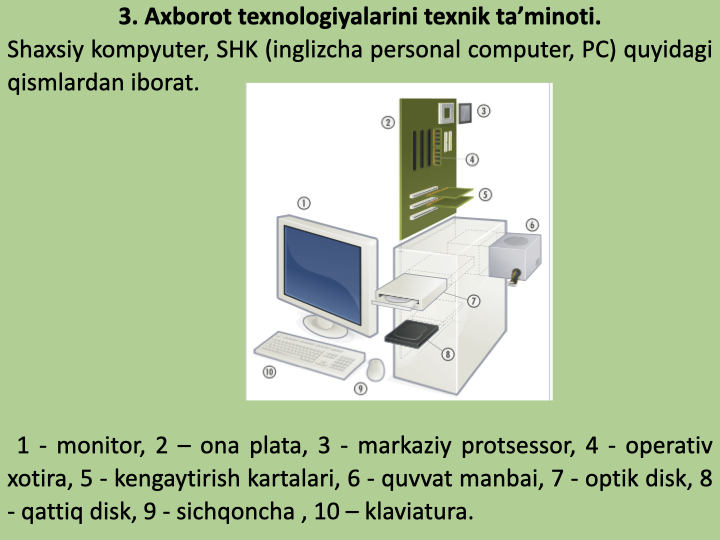 3. Axborot texnologiyalarini texnik ta’minoti.
Shaxsiy kompyuter, SHK (inglizcha personal computer, PC) quyidagi
qismlardan iborat.
2
3
4
5
1
6
7
8
10
9
1 - monitor, 2 – ona plata, 3 - markaziy protsessor, 4 - operativ
xotira, 5 - kengaytirish kartalari, 6 - quvvat manbai, 7 - optik disk, 8
- qattiq disk, 9 - sichqoncha , 10 – klaviatura.